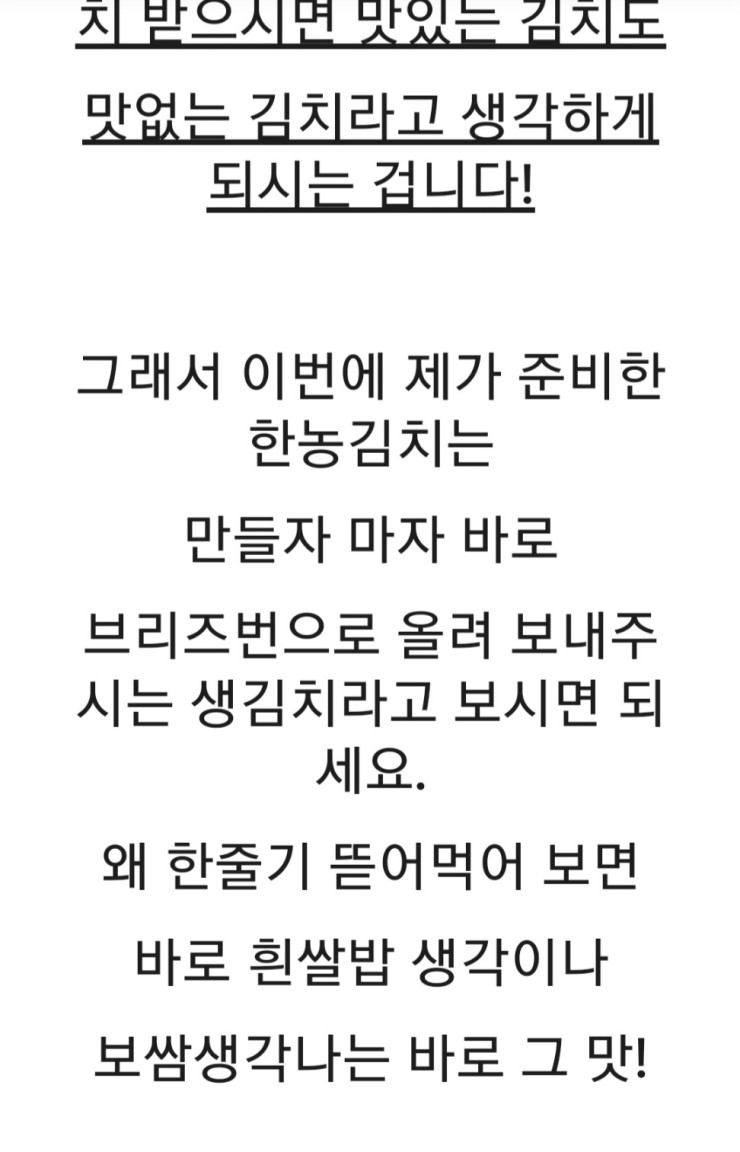 치 받으시면 맛있는 김치도
맛없는 김치라고 생각하게
되시는 겁니다!
그래서 이번에 제가 준비한
한농김치는
만들자 마자 바로
브리즈번으로 올려 보내주
시는 생김치라고 보시면 되
세요.
왜 한줄기 뜯어먹어 보면
바로 흰쌀밥 생각이나
보쌈생각나는 바로 그 맛!